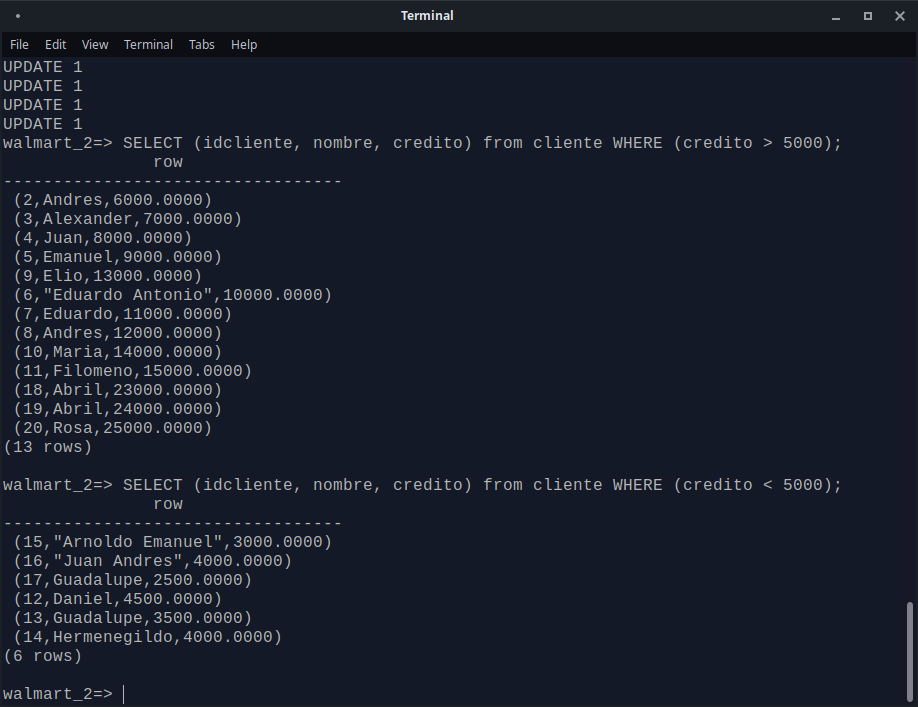 Terminal
File Edit View Terminal Tabs Help
UPDATE 1
UPDATE 1
UPDATE 1
UPDATE 1
walmart_2=> SELECT (idcliente, nombre, credito) from cliente WHERE (credito > 5000);
row
----------------------------------
(2,Andres,6000.0000)
(3,Alexander,7000.0000)
(4,Juan,8000.0000)
(5,Emanuel,9000.0000)
(9,Elio,13000.0000)
(6,"Eduardo Antonio",10000.0000)
(7,Eduardo,11000.0000)
(8,Andres,12000.0000)
(10,Maria,14000.0000)
(11,Filomeno,15000.0000)
(18,Abril,23000.0000)
(19,Abril,24000.0000)
(20,Rosa,25000.0000)
(13 rows)
walmart_2=> SELECT (idcliente, nombre, credito) from cliente WHERE (credito < 5000);
row
----------------------------------
(15,"Arnoldo Emanuel",3000.0000)
(16,"Juan Andres",4000.0000)
(17,Guadalupe,2500.0000)
(12,Daniel,4500.0000)
(13,Guadalupe,3500.0000)
(14,Hermenegildo,4000.0000)
(6 rows)
walmart_2=>